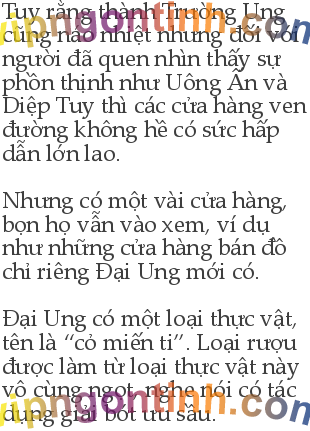 Tuy rằng thành Trường Ưng
cũng náo nhiệt nhưng đối với
người đã quen nhìn thấy sự
phồn thịnh như Uông Ấn và
Diệp Tuy thì các cửa hàng ven
đường không hề có sức hấp
dẫn lớn lao.
Nhưng có một vài cửa hàng,
bọn họ vẫn vào xem, ví dụ
như những cửa hàng bán đồ
chỉ riêng Đại Ung mới có.
Đại Ung có một loại thực vật,
tên là “cỏ miến ti”. Loại rượu
được làm từ loại thực vật này
vô cùng ngọt, nghe nói có tác
dụng giải bớt ưu sầu.
vipngontinh.com
vipngontinh.com